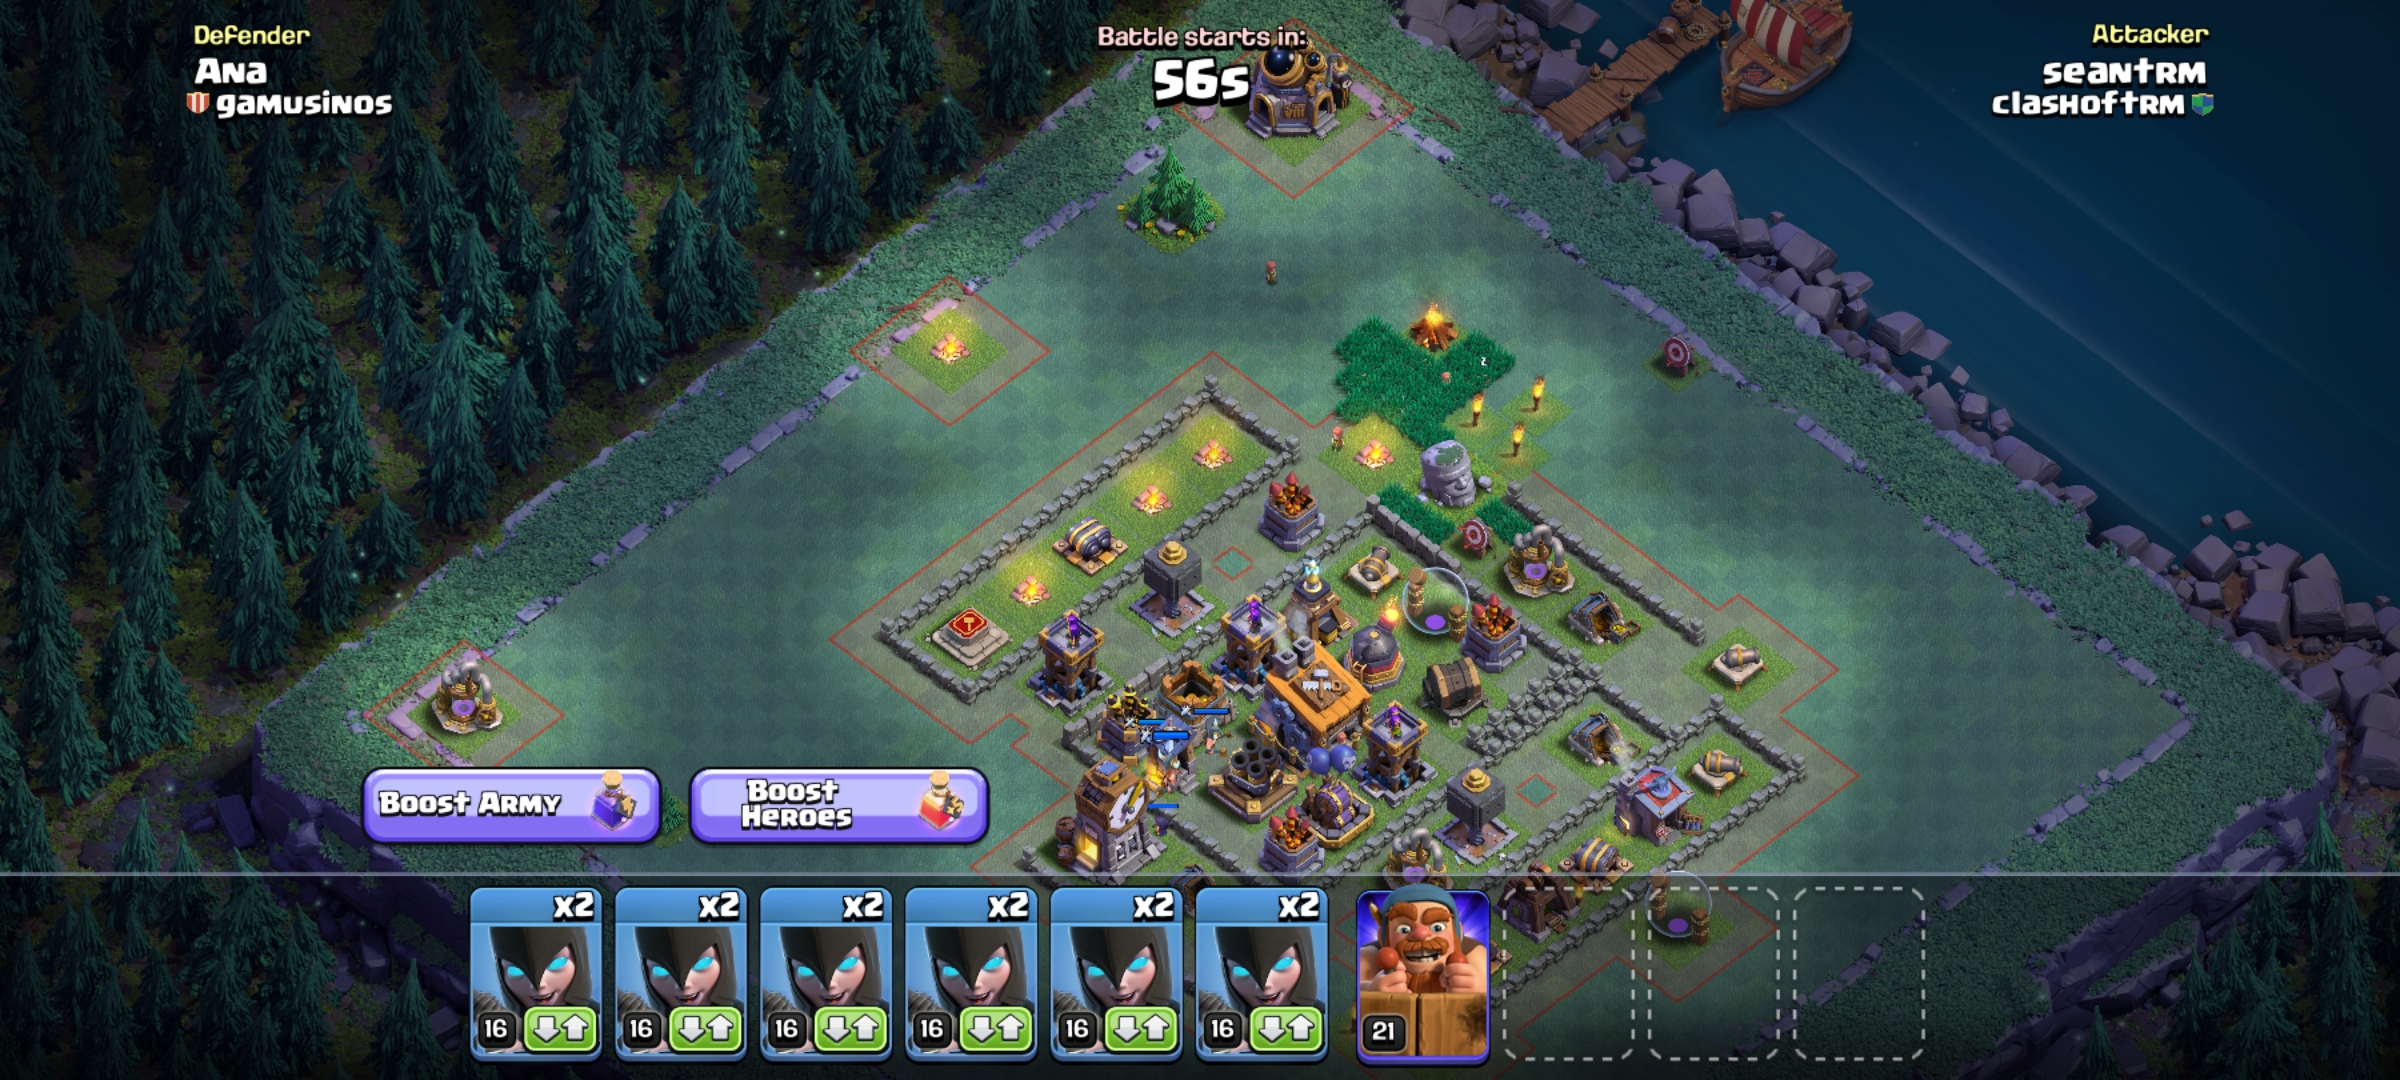 Defender
Ana
gamusinos
Battle starts in:
56s
Attacker
seantRM
clashoftRM
VIII
z
T
Boost Army
Boost
Heroes
x2
x2
x2
x2
x2
x2
16
16
16
16
16
16
21